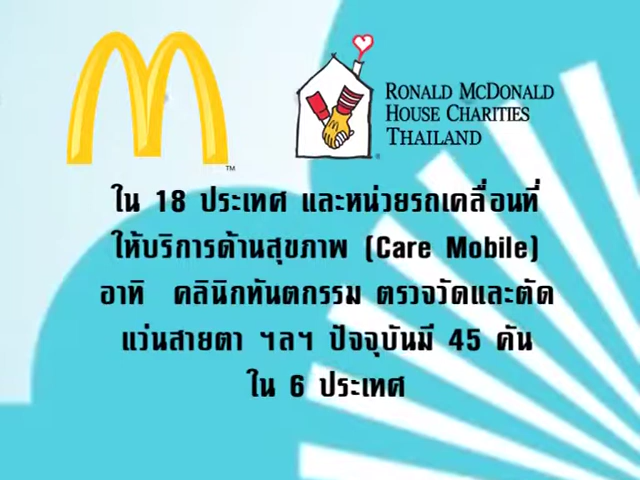 RONALD MCDONALD
HOUSE CHARITIES
THAILAND
TM
®
ใน 18 ประเทศ และหน่วยรถเคลื่อนที่
ให้บริการด้านสุขภาพ (Care Mobile)
อาทิ คลินิกทันตกรรม ตรวจวัดและตัด
แว่นสายตา ฯลฯ ปัจจุบันมี 45 คัน
ใน 6 ประเทศ